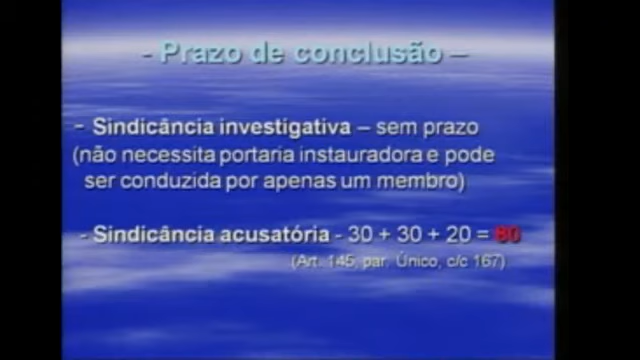 - Prazo de conclusão –
- Sindicância investigativa – sem prazo
(não necessita portaria instauradora e pode
ser conduzida por apenas um membro)
- Sindicância acusatória - 30 + 30 + 20 = 80
(Art. 145, par. Único, c/c 167)